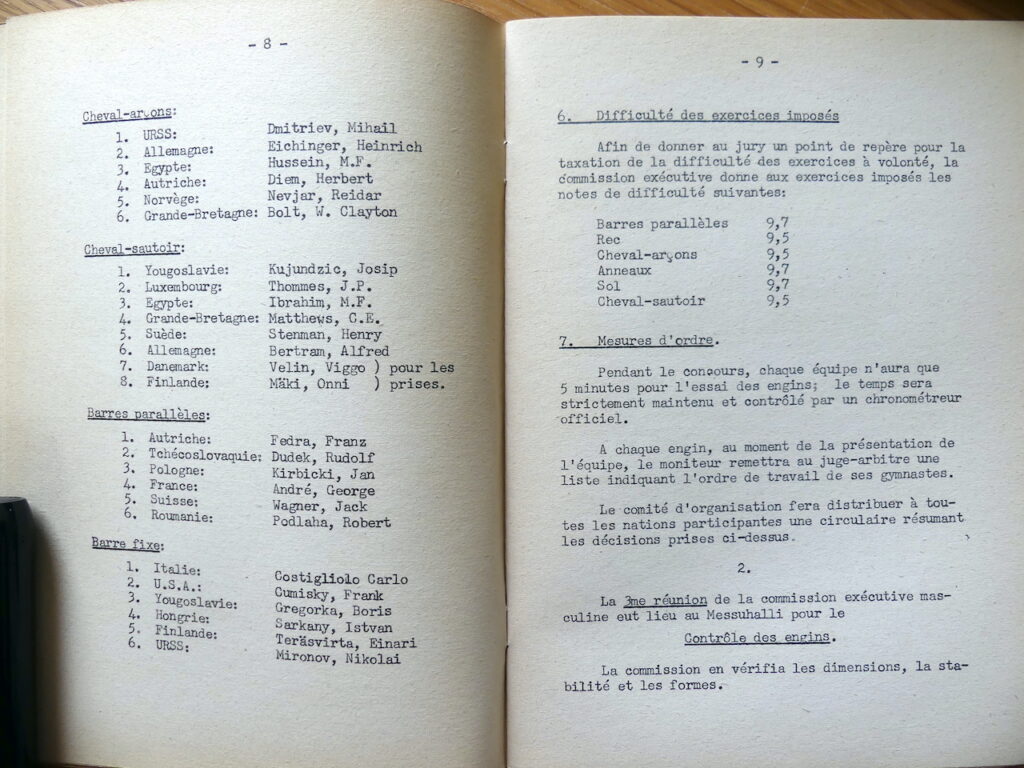 - 8 -
Cheval-arçons:
1. URSS: Dmitriev, Mihail
2. Allemagne: Eichinger, Heinrich
3. Egypte: Hussein, M.F.
4. Autriche: Diem, Herbert
5. Norvège: Nevjar, Reidar
6. Grande-Bretagne: Bolt, W. Clayton
Cheval-sautoir:
1. Yougoslavie: Kujundzic, Josip
2. Luxembourg: Thommes, J.P.
3. Egypte: Ibrahim, M.F.
4. Grande-Bretagne: Matthews, C.E.
5. Suède: Stenman, Henry
6. Allemagne: Bertram, Alfred
7. Danemark: Velin, Viggo ) pour les
8. Finlande: Mäki, Onni ) prises.
Barres parallèles:
1. Autriche: Fedra, Franz
2. Tchécoslovaquie: Dudek, Rudolf
3. Pologne: Kirbicki, Jan
4. France: André, George
5. Suisse: Wagner, Jack
6. Roumanie: Podlaha, Robert
Barre fixe:
1. Italie: Costigliolo Carlo
2. U.S.A.: Cumisky, Frank
3. Yougoslavie: Gregorka, Boris
4. Hongrie: Sarkany, Istvan
5. Finlande: Teräsvirta, Einari
6. URSS: Mironov, Nikolai
- 9 -
6. Difficulté des exercices imposés
Afin de donner au jury un point de repère pour la
taxation de la difficulté des exercices à volonté, la
commission exécutive donne aux exercices imposés les
notes de difficulté suivantes:
Barres parallèles 9,7
Rec 9,5
Cheval-arçons 9,5
Anneaux 9,7
Sol 9,7
Cheval-sautoir 9,5
7. Mesures d'ordre.
Pendant le concours, chaque équipe n'aura que
5 minutes pour l'essai des engins; le temps sera
strictement maintenu et contrôlé par un chronométreur
officiel.
A chaque engin, au moment de la présentation de
l'équipe, le moniteur remettra au juge-arbitre une
liste indiquant l'ordre de travail de ses gymnastes.
Le comité d'organisation fera distribuer à tou-
tes les nations participantes une circulaire résumant
les décisions prises ci-dessus.
2.
La 3me réunion de la commission exécutive mas-
culine eut lieu au Messuhalli pour le
Contrôle des engins.
La commission en vérifia les dimensions, la sta-
bilité et les formes.